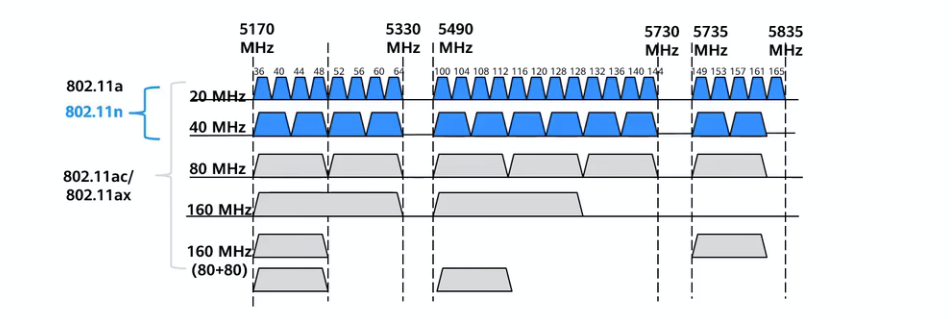 5170
MHz
5330
MHz
5490
MHz
5730
MHz
5735
MHz
5835
MHz
36 40 44 48 52 56 60 64 100 104 108 112 116 120 128 128 132 136 140 144 149 153 157 161 165
802.11a
20 MHz
802.11n
40 MHz
80 MHz
802.11ac/
802.11ax
160 MHz
160 MHz
(80+80)